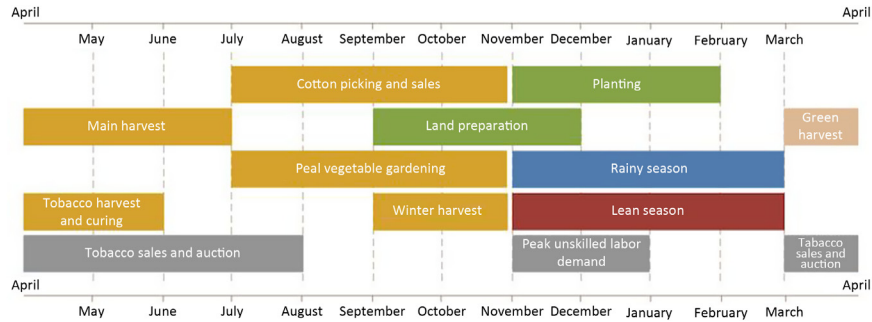 April April
May June July August September October November December January February March
Cotton picking and sales Planting
Main harvest Land preparation Green
harvest
Peal vegetable gardening Rainy season
Tobacco harvest
and curing Winter harvest Lean season
Tobacco sales and auction Peak unskilled labor
demand Tabacco
sales and
auction
April April
May June July August September October November December January February March